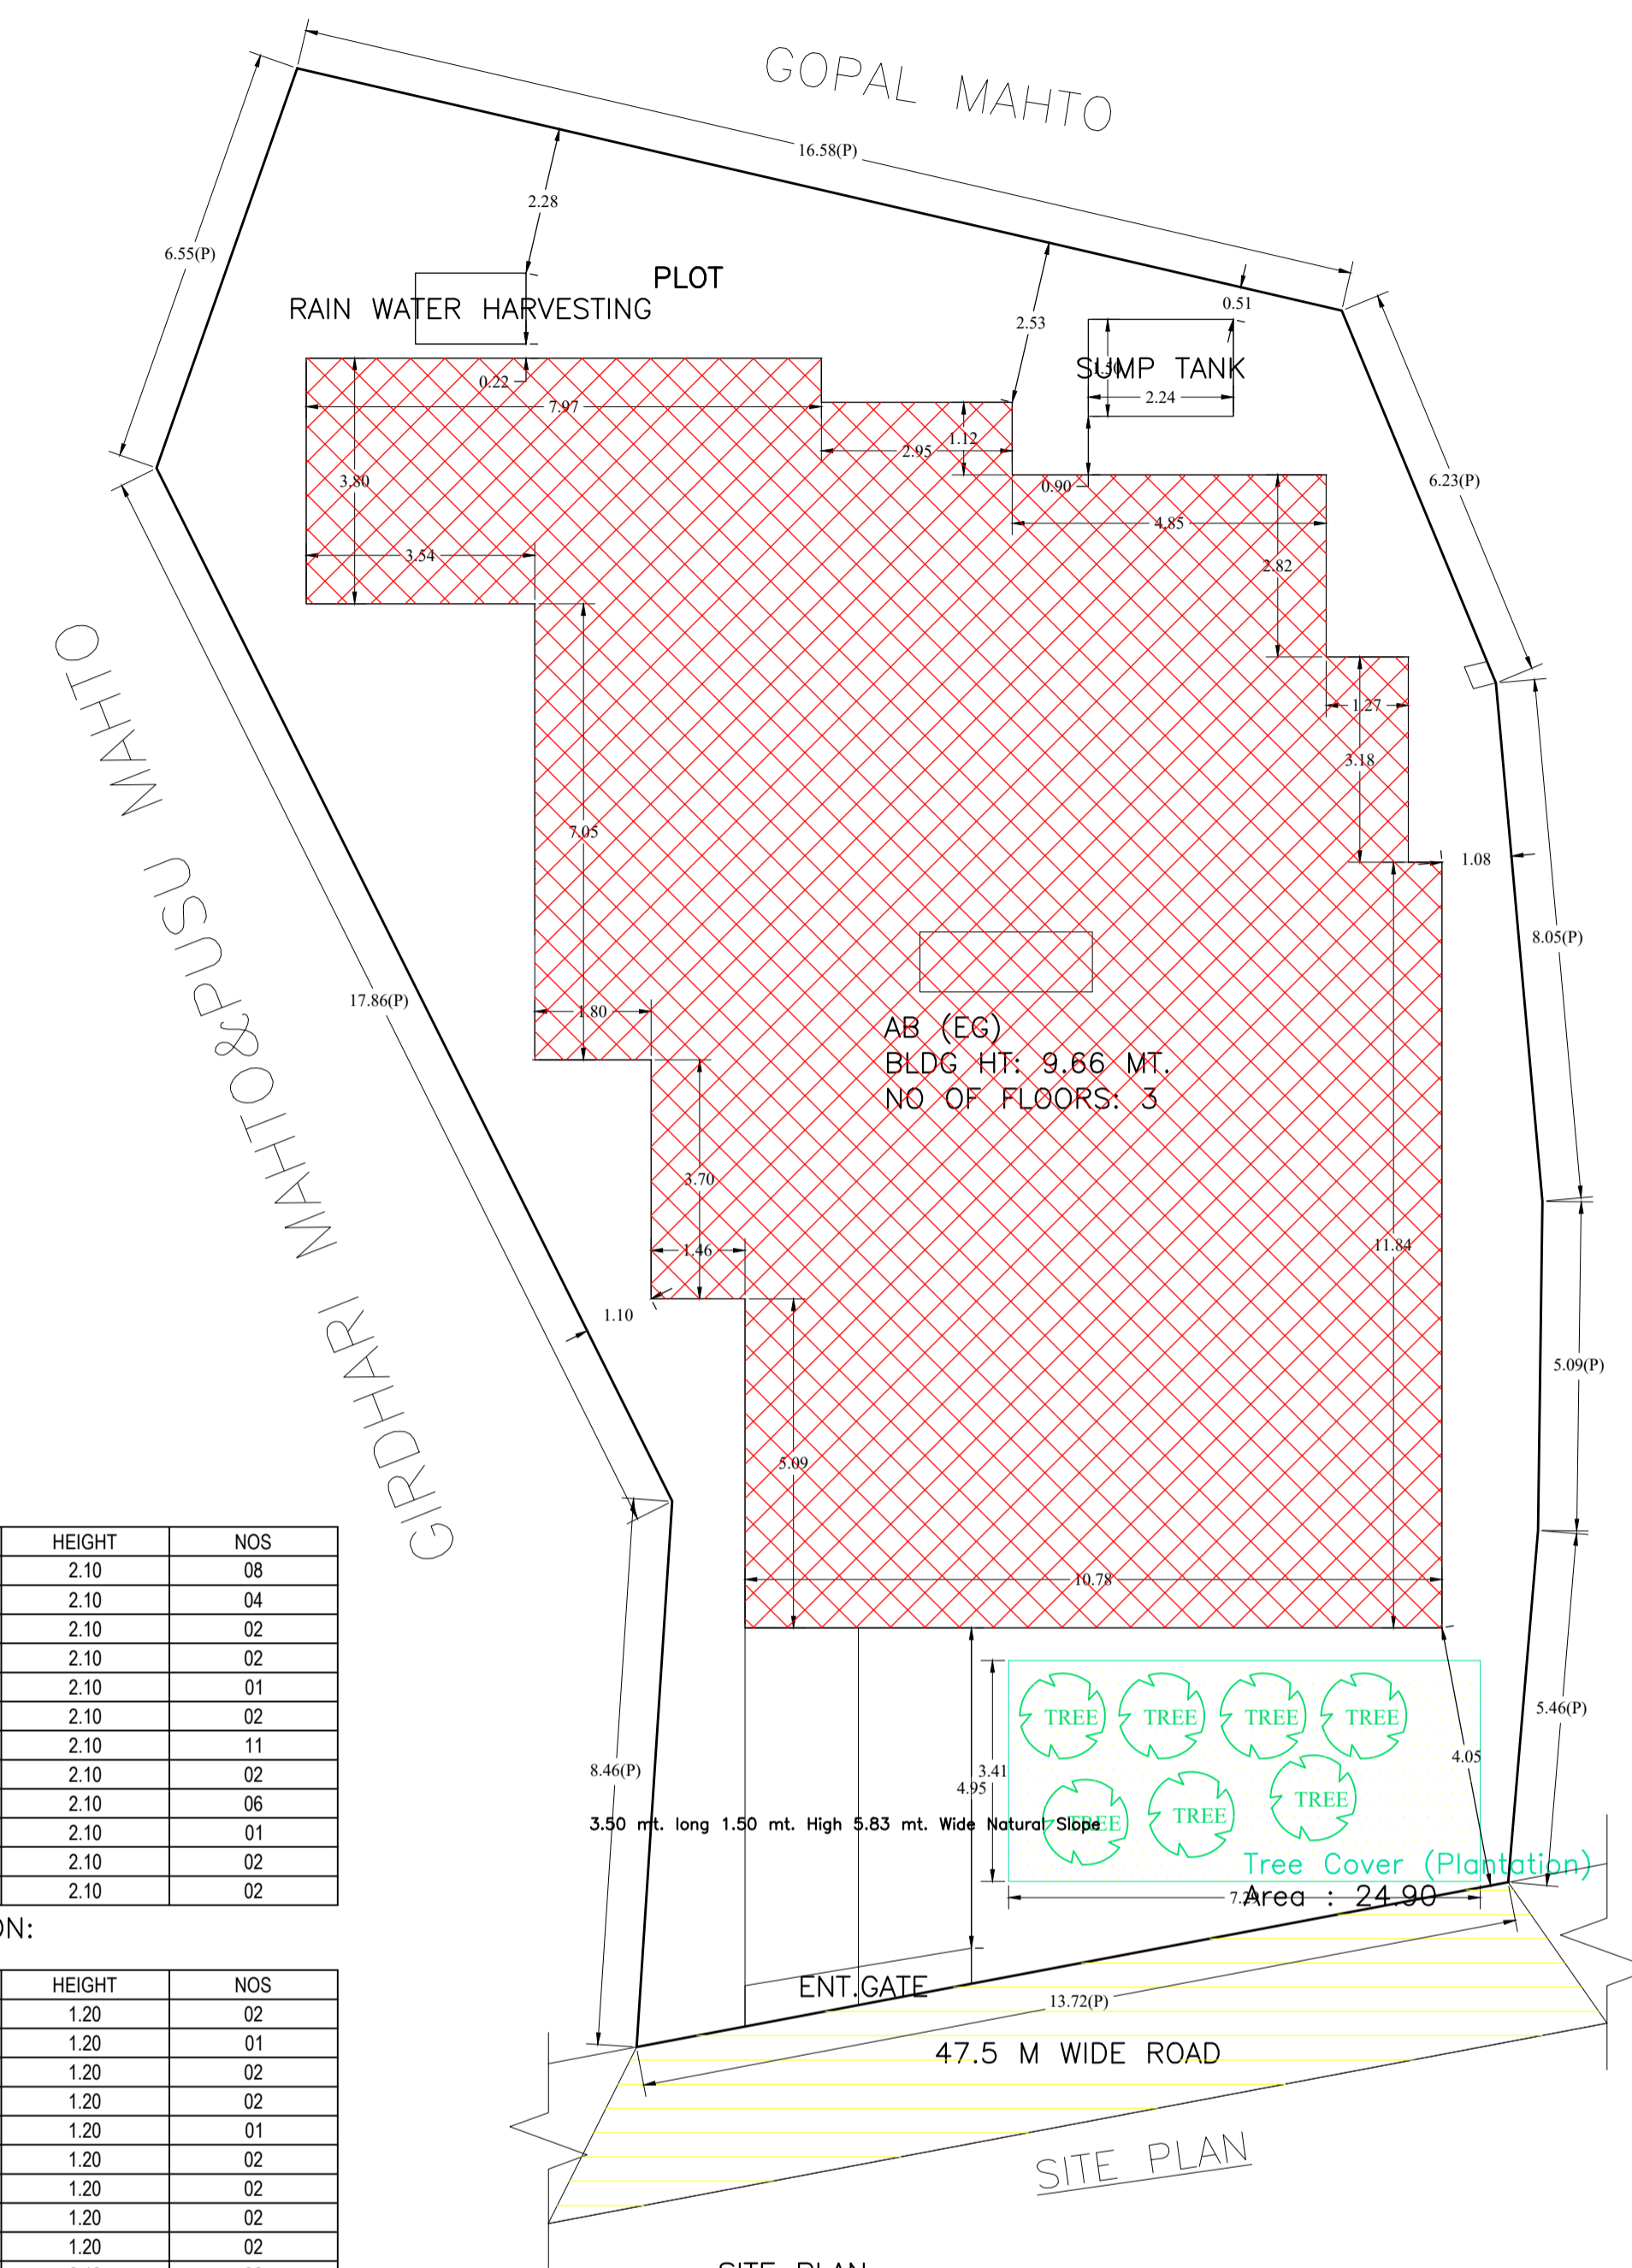 GOPAL MAHTO
16.58(P)
2.28
6.55(P)
PLOT
RAIN WATER HARVESTING
0.51
2.53
SUMP TANK
1.50
2.24
0.22
7.97
1.12
2.95
3.80
0.90
6.23(P)
4.85
3.54
2.82
1.27
3.18
7.05
1.08
8.05(P)
GIRDHARI MAHTO&PUSU MAHTO
17.86(P)
1.80
AB (EG)
BLDG HT: 9.66 MT.
NO OF FLOORS: 3
3.70
1.46
11.84
1.10
5.09(P)
5.09
10.78
HEIGHT NOS
2.10 08
2.10 04
2.10 02
2.10 02
2.10 01
2.10 02
2.10 11
2.10 02
2.10 06
2.10 01
2.10 02
2.10 02
ON:
HEIGHT NOS
1.20 02
1.20 01
1.20 02
1.20 02
1.20 01
1.20 02
1.20 02
1.20 02
1.20 02
TREE TREE TREE TREE
5.46(P)
4.05
8.46(P)
3.41
4.95
TREE TREE TREE
3.50 mt. long 1.50 mt. High 5.83 mt. Wide Natural Slope
Tree Cover (Plantation)
7.29
Area : 24.90
ENT.GATE
13.72(P)
47.5 M WIDE ROAD
SITE PLAN
SITE PLAN